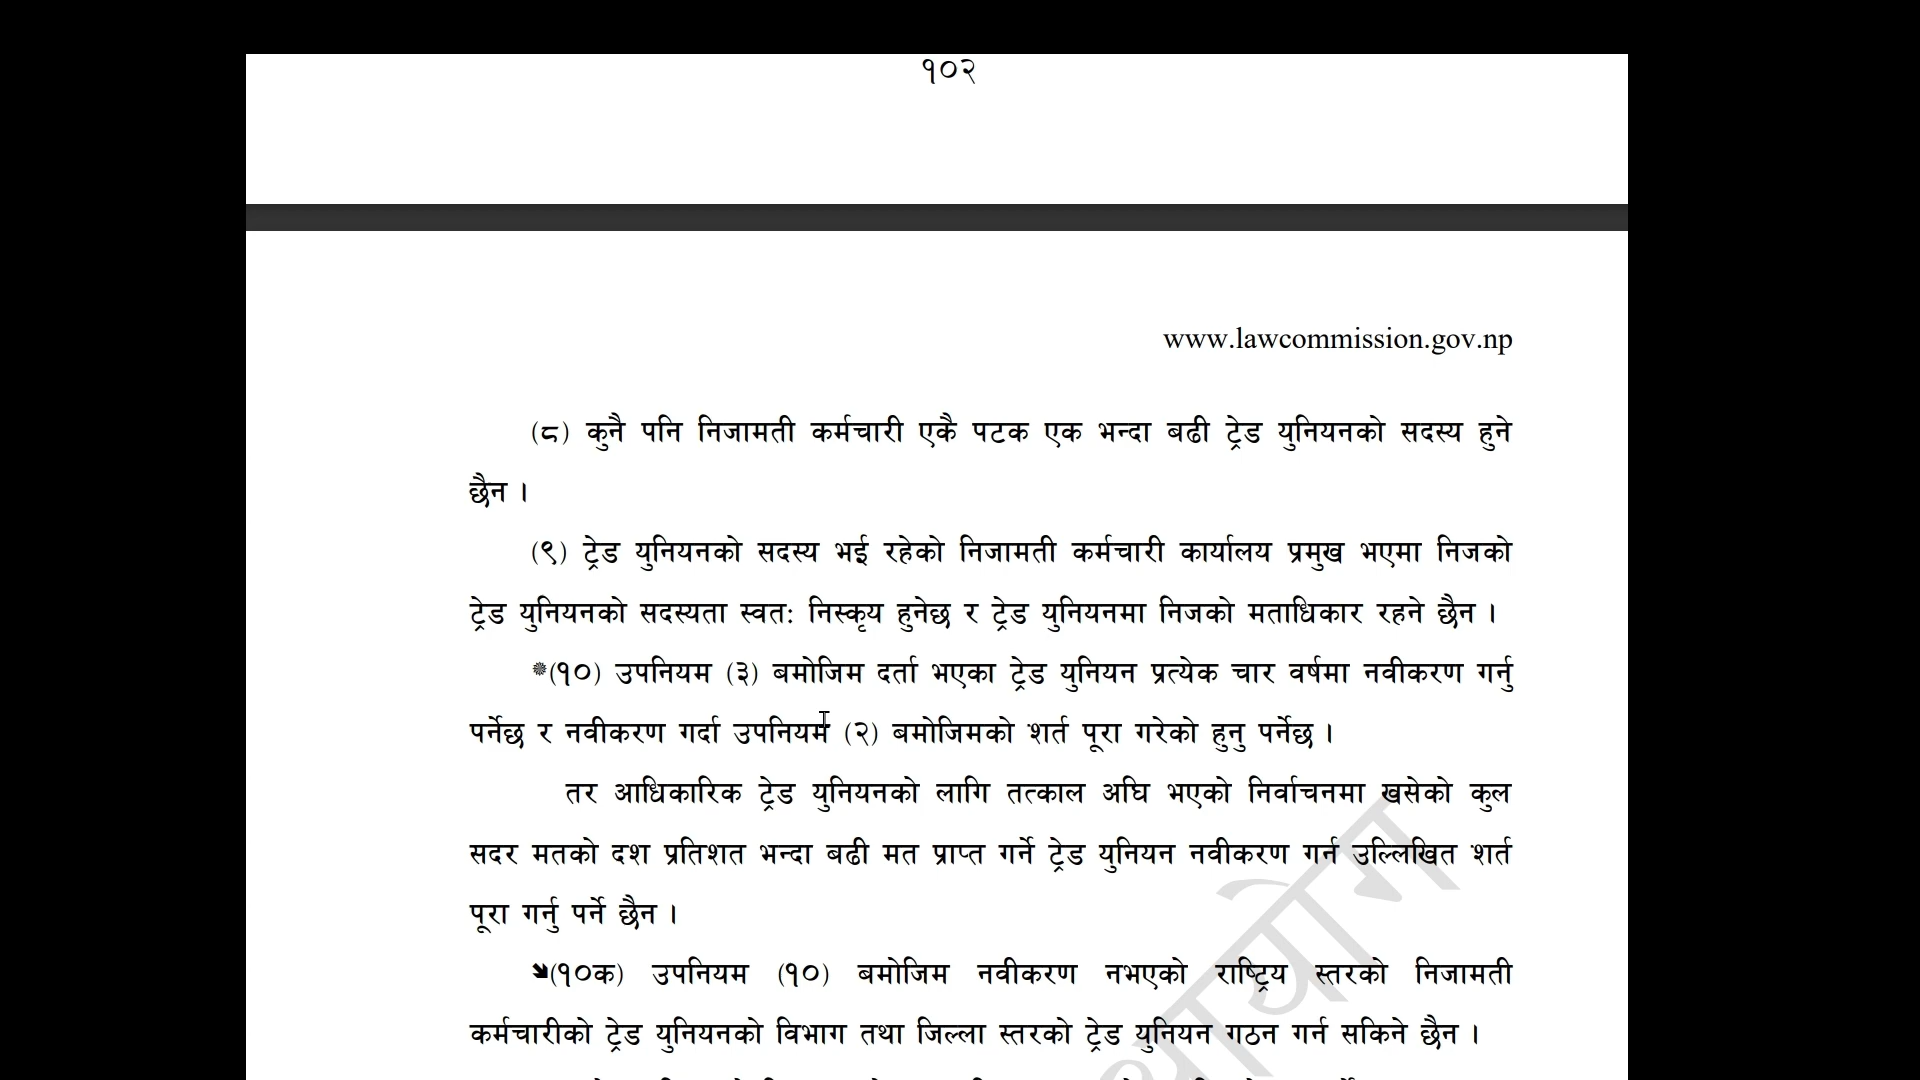 १०२
www.lawcommission.gov.np
(८) कुनै पनि निजामती कर्मचारी एकै पटक एक भन्दा बढी ट्रेड युनियनको सदस्य हुने
छैन ।
(९) ट्रेड युनियनको सदस्य भई रहेको निजामती कर्मचारी कार्यालय प्रमुख भएमा निजको
ट्रेड युनियनको सदस्यता स्वत: निस्कृय हुनेछ र ट्रेड युनियनमा निजको मताधिकार रहने छैन ।
(१०) उपनियम (३) बमोजिम दर्ता भएका ट्रेड युनियन प्रत्येक चार वर्षमा नवीकरण गर्नु
पर्नेछ र नवीकरण गर्दा उपनियम (२) बमोजिमको शर्त पूरा गरेको हुनु पर्नेछ ।
तर आधिकारिक ट्रेड युनियनको लागि तत्काल अघि भएको निर्वाचनमा खसेको कुल
सदर मतको दश प्रतिशत भन्दा बढी मत प्राप्त गर्ने ट्रेड युनियन नवीकरण गर्न उल्लिखित शर्त
पूरा गर्नु पर्ने छैन ।
(१०क) उपनियम (१०) बमोजिम नवीकरण नभएको राष्ट्रिय स्तरको निजामती
कर्मचारीको ट्रेड युनियनको विभाग तथा जिल्ला स्तरको ट्रेड युनियन गठन गर्न सकिने छैन ।